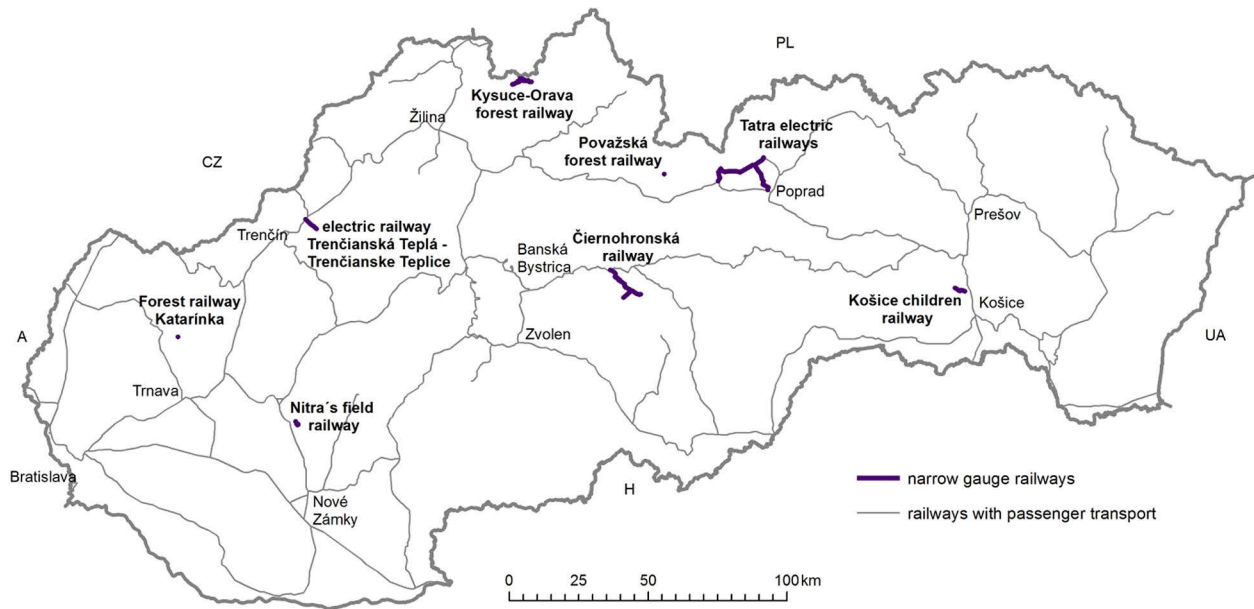 PL
Kysuce-Orava
forest railway
Žilina
Považská
forest railway
Tatra electric
railways
CZ
Poprad
Prešov
Trenčín
electric railway
Trenčianská Teplá -
Trenčianske Teplice
Banská
Bystrica
Čiernohronská
railway
Forest railway
Katarínka
Košice children
railway
Košice
A
Zvolen
UA
Trnava
Nitra´s field
railway
Bratislava
H
Nové
Zámky
narrow gauge railways
railways with passenger transport
0 25 50 100 km